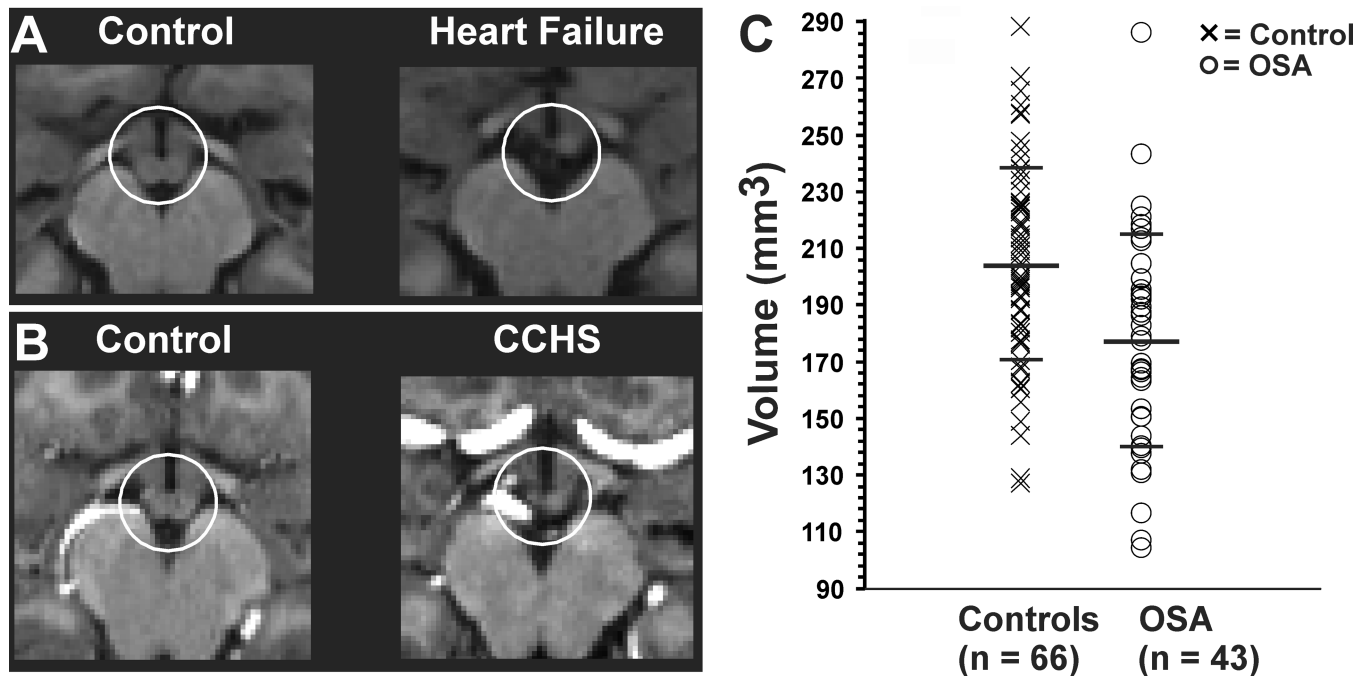 A
Control
Heart Failure
B
Control
CCHS
C
× = Control
○ = OSA
Volume (mm3)
290
270
250
230
210
190
170
150
130
110
90
Controls
(n = 66)
OSA
(n = 43)